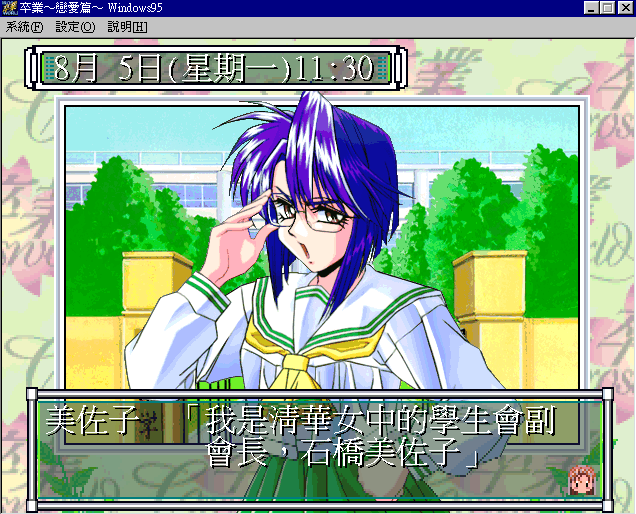 卒業～戀愛篇～ Windows95
系統(F) 設定(O) 說明(H)
8月 5日(星期一)11:30
美佐子 「我是清華女中的學生會副
會長，石橋美佐子」